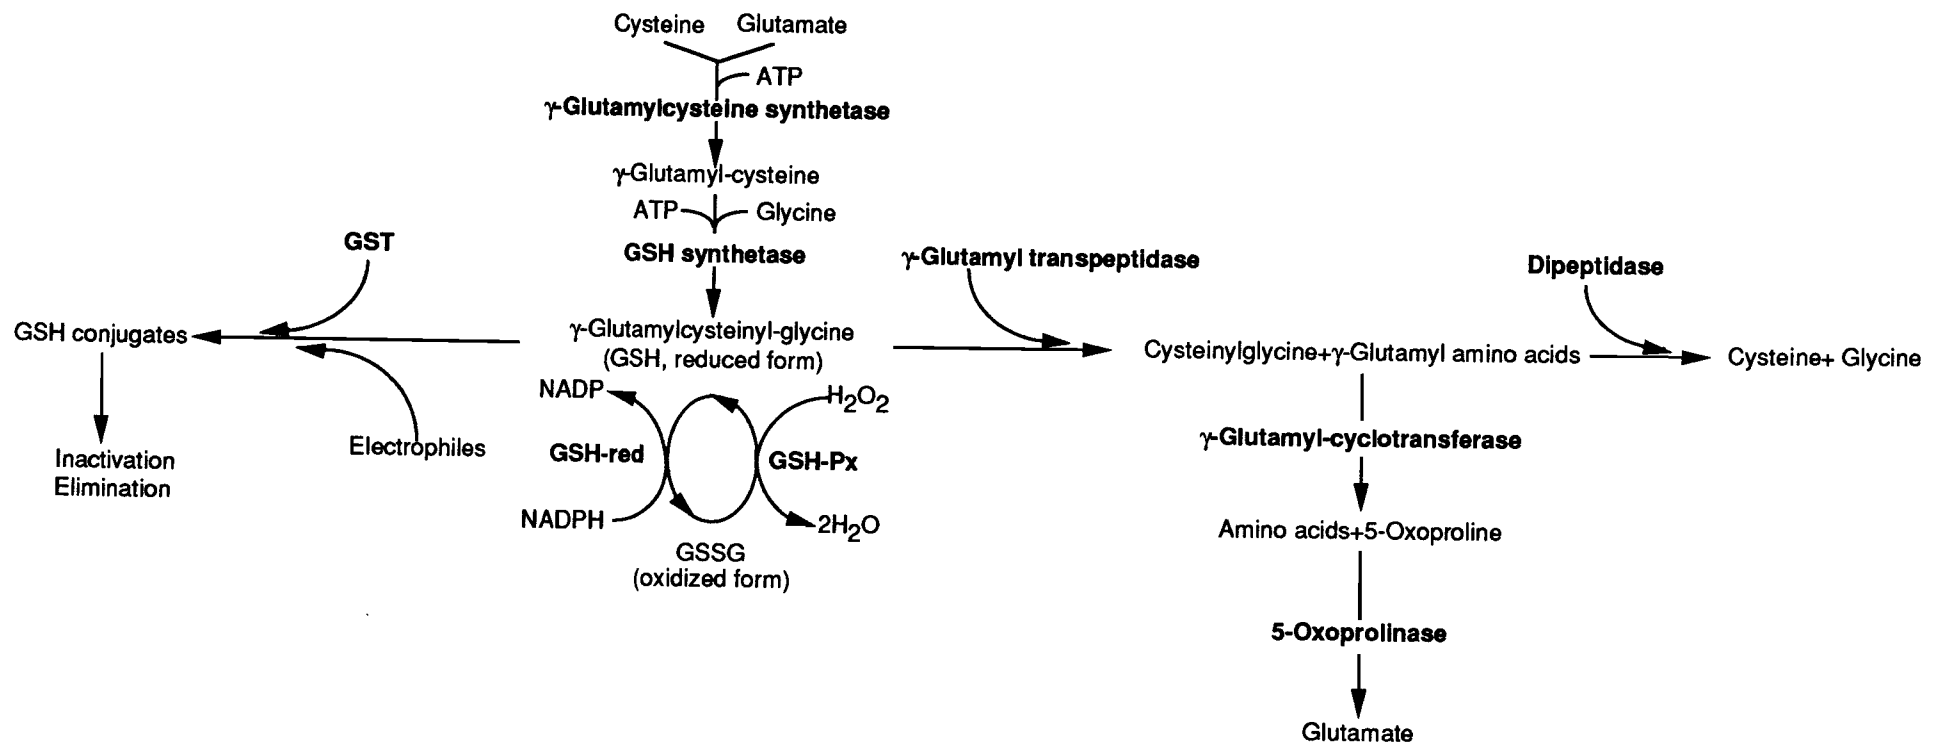 Cysteine Glutamate
ATP
γ-Glutamylcysteine synthetase
γ-Glutamyl-cysteine
ATP Glycine
GSH synthetase
GST
γ-Glutamyl transpeptidase
Dipeptidase
GSH conjugates
γ-Glutamylcysteinyl-glycine
(GSH, reduced form)
Cysteinylglycine+γ-Glutamyl amino acids
Cysteine+ Glycine
NADP
H2O2
Electrophiles
GSH-red
GSH-Px
γ-Glutamyl-cyclotransferase
Inactivation
Elimination
NADPH
2H2O
Amino acids+5-Oxoproline
GSSG
(oxidized form)
5-Oxoprolinase
Glutamate